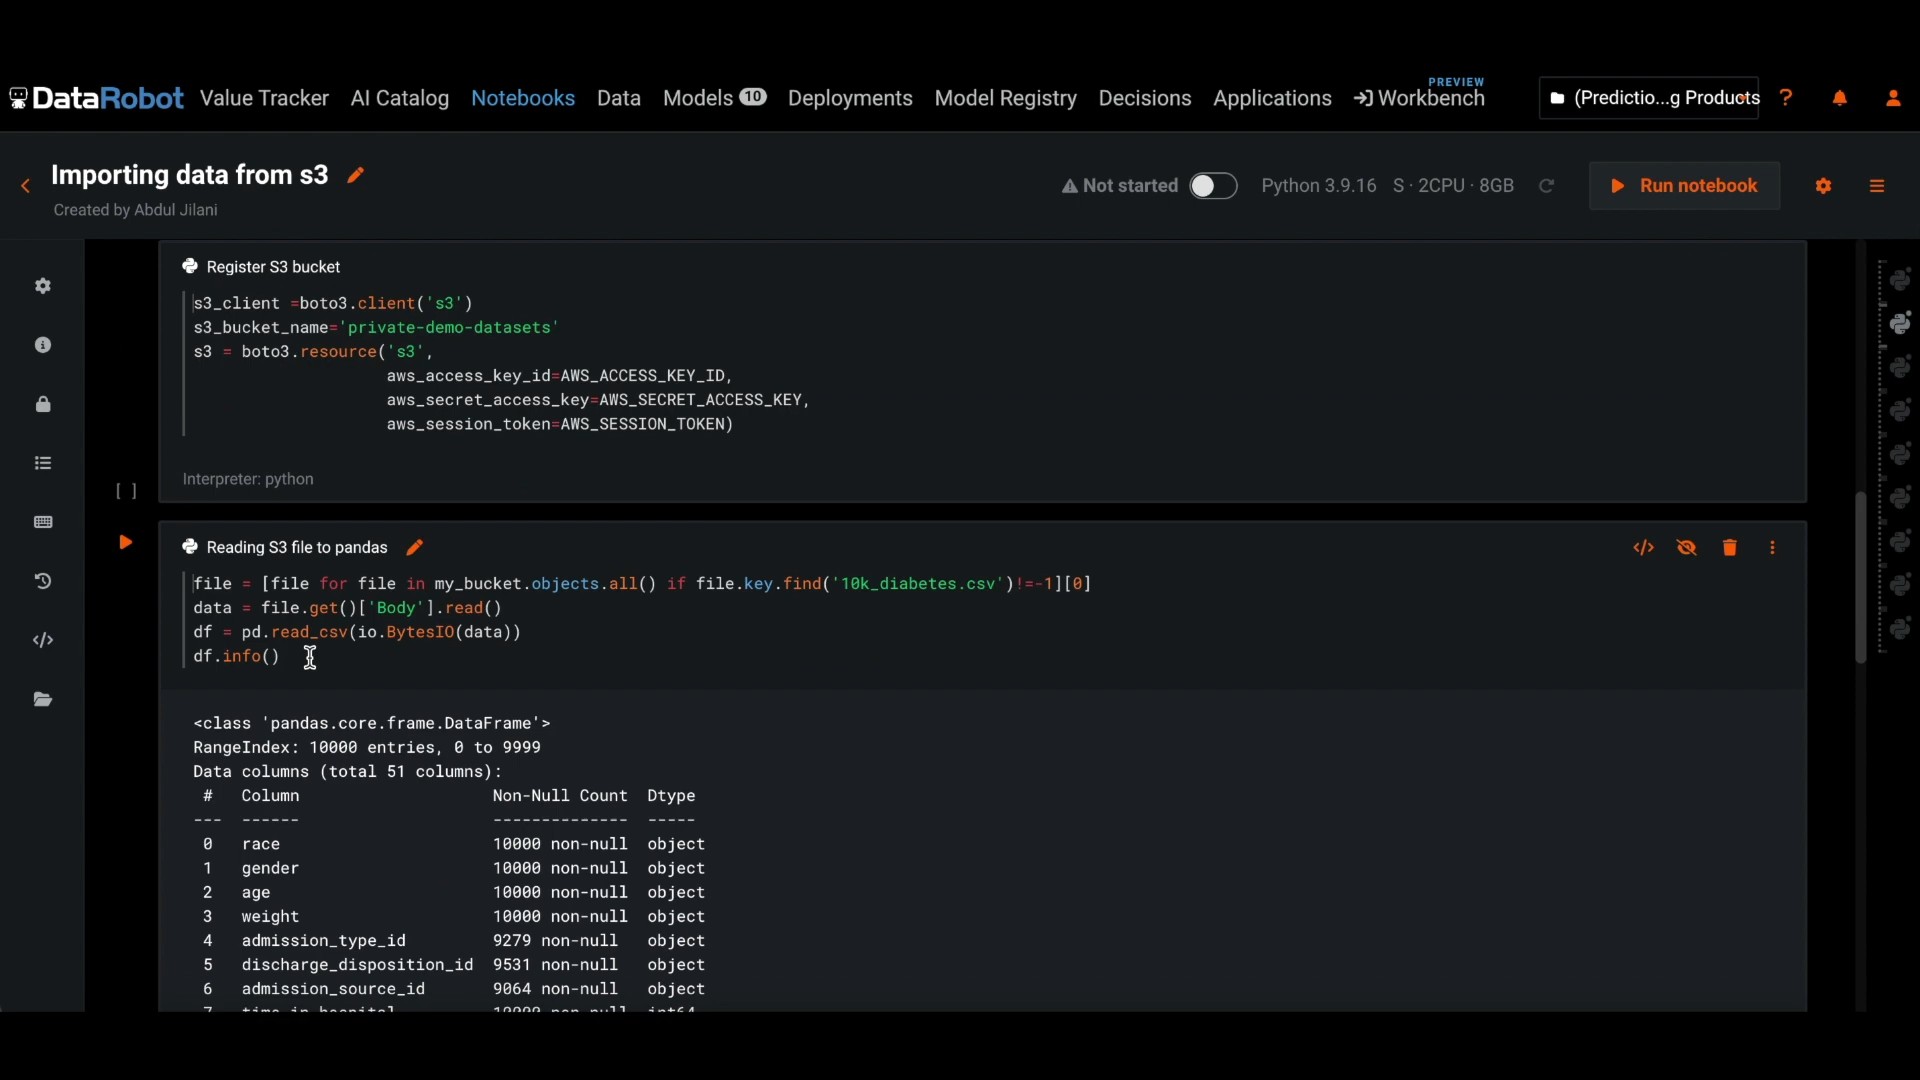 DataRobot Value Tracker AI Catalog Notebooks Data Models 10 Deployments Model Registry Decisions Applications Workbench PREVIEW (Predictio...g Products ?
Importing data from s3
Not started Python 3.9.16 S · 2CPU · 8GB Run notebook
Created by Abdul Jilani
Register S3 bucket
s3_client =boto3.client('s3')
s3_bucket_name='private-demo-datasets'
s3 = boto3.resource('s3',
aws_access_key_id=AWS_ACCESS_KEY_ID,
aws_secret_access_key=AWS_SECRET_ACCESS_KEY,
aws_session_token=AWS_SESSION_TOKEN)
Interpreter: python
[ ]
Reading S3 file to pandas
file = [file for file in my_bucket.objects.all() if file.key.find('10k_diabetes.csv')!=-1][0]
data = file.get()['Body'].read()
df = pd.read_csv(io.BytesIO(data))
df.info()
<class 'pandas.core.frame.DataFrame'>
RangeIndex: 10000 entries, 0 to 9999
Data columns (total 51 columns):
# Column Non-Null Count Dtype
--- ------ -------------- -----
0 race 10000 non-null object
1 gender 10000 non-null object
2 age 10000 non-null object
3 weight 10000 non-null object
4 admission_type_id 9279 non-null object
5 discharge_disposition_id 9531 non-null object
6 admission_source_id 9064 non-null object
7 time_in_hospital 10000 non-null int64